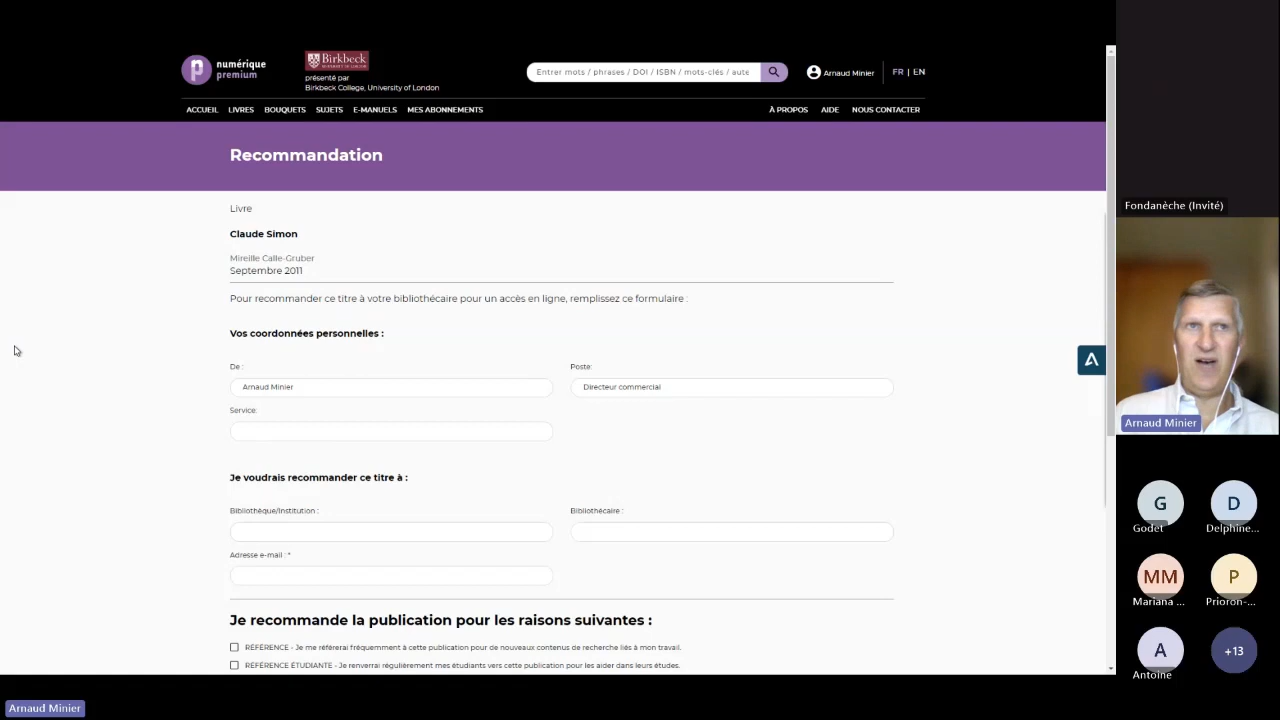 numérique
premium
Birkbeck
UNIVERSITY OF LONDON
présenté par
Birkbeck College, University of London
Entrer mots / phrases / DOI / ISBN / mots-clés / aute
Arnaud Minier
FR | EN
ACCUEIL LIVRES BOUQUETS SUJETS E-MANUELS MES ABONNEMENTS
À PROPOS AIDE NOUS CONTACTER
Recommandation
Livre
Claude Simon
Mireille Calle-Gruber
Septembre 2011
Pour recommander ce titre à votre bibliothécaire pour un accès en ligne, remplissez ce formulaire :
Vos coordonnées personnelles :
De : Poste:
Arnaud Minier Directeur commercial
Service:
Je voudrais recommander ce titre à :
Bibliothèque/Institution : Bibliothécaire :
Adresse e-mail : *
Je recommande la publication pour les raisons suivantes :
RÉFÉRENCE - Je me référerai fréquemment à cette publication pour de nouveaux contenus de recherche liés à mon travail.
RÉFÉRENCE ÉTUDIANTE - Je renverrai régulièrement mes étudiants vers cette publication pour les aider dans leurs études.
Fondanèche (Invité)
Arnaud Minier
G D
Godet Delphine...
MM P
Mariana ... Prioron-...
A +13
Antoine
Arnaud Minier